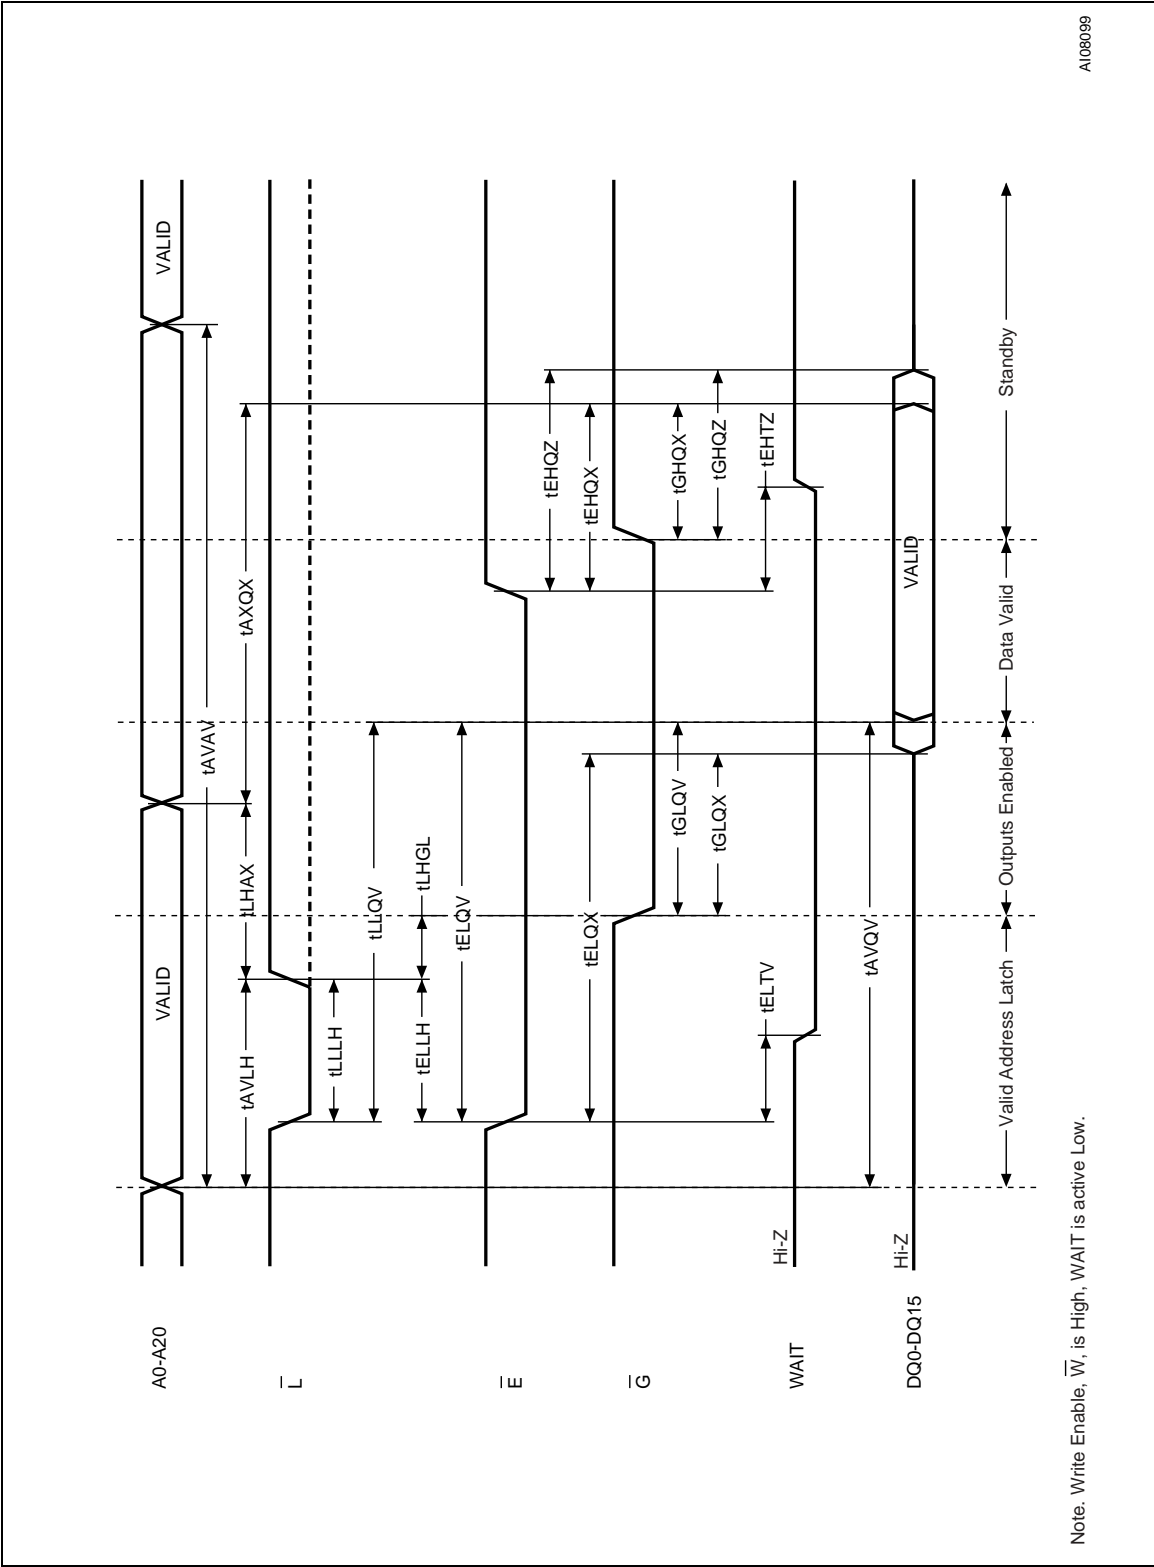 A0-A20
VALID
VALID
tAVAV
tAVLH
tLHAX
tAXQX
L
tLLLH
tLLQV
tELLH
tLHGL
tELQV
E
tEHQZ
tELQX
tEHQX
G
tGLQV
tGHQX
tGLQX
tGHQZ
tELTV
tEHTZ
WAIT
Hi-Z
tAVQV
DQ0-DQ15
Hi-Z
VALID
Valid Address Latch
Outputs Enabled
Data Valid
Standby
Note. Write Enable, W, is High, WAIT is active Low.
AI08099